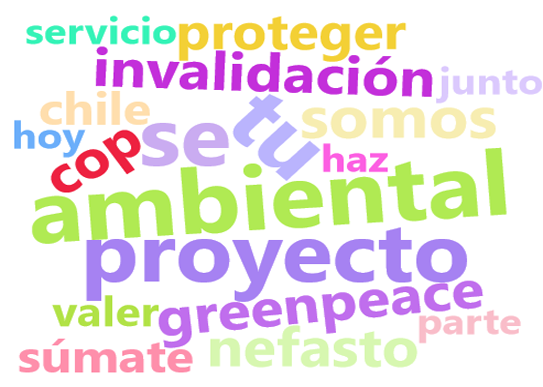 servicio proteger
invalidación junto
chile somos
hoy cop se tu haz
ambiental
proyecto
valer greenpeace parte
súmate nefasto